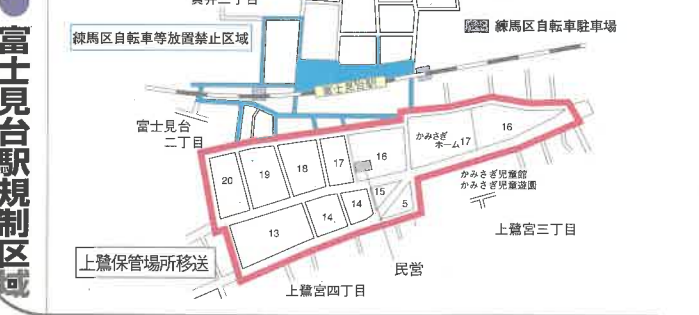 富士見台駅規制区域
練馬区自転車等放置禁止区域
練馬区自転車駐車場
富士見台駅
富士見台
二丁目
かみさぎ
ホーム
17
16
16
17
18
19
20
15
5
14
14
13
かみさぎ児童館
かみさぎ児童遊園
上鷺宮三丁目
上鷺保管場所移送
民営
上鷺宮四丁目